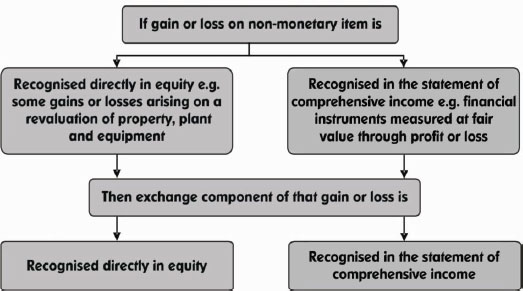 If gain or loss on non-monetary item is
Recognised directly in equity e.g.
some gains or losses arising on a
revaluation of property, plant
and equipment
Recognised in the statement of
comprehensive income e.g. financial
instruments measured at fair
value through profit or loss
Then exchange component of that gain or loss is
Recognised directly in equity
Recognised in the statement of
comprehensive income